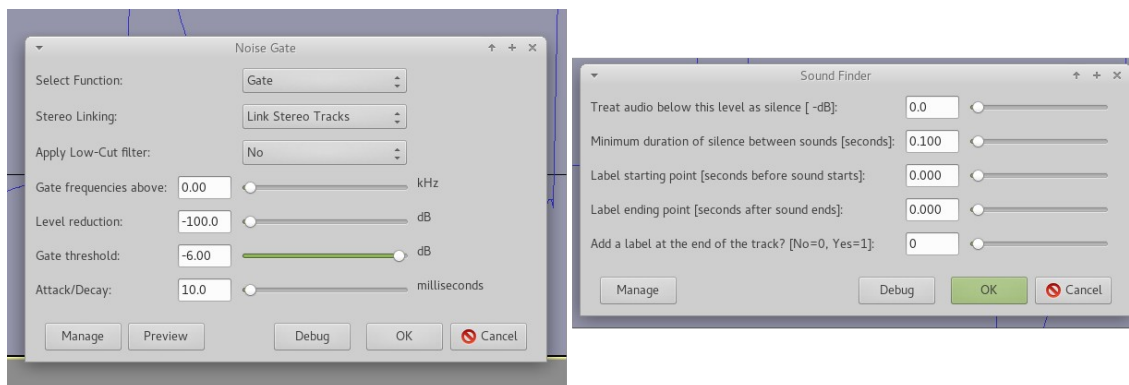 Noise Gate
Select Function: Gate
Stereo Linking: Link Stereo Tracks
Apply Low-Cut filter: No
Gate frequencies above: 0.00 kHz
Level reduction: -100.0 dB
Gate threshold: -6.00 dB
Attack/Decay: 10.0 milliseconds
Manage Preview Debug OK Cancel
Sound Finder
Treat audio below this level as silence [ -dB]: 0.0
Minimum duration of silence between sounds [seconds]: 0.100
Label starting point [seconds before sound starts]: 0.000
Label ending point [seconds after sound ends]: 0.000
Add a label at the end of the track? [No=0, Yes=1]: 0
Manage Debug OK Cancel